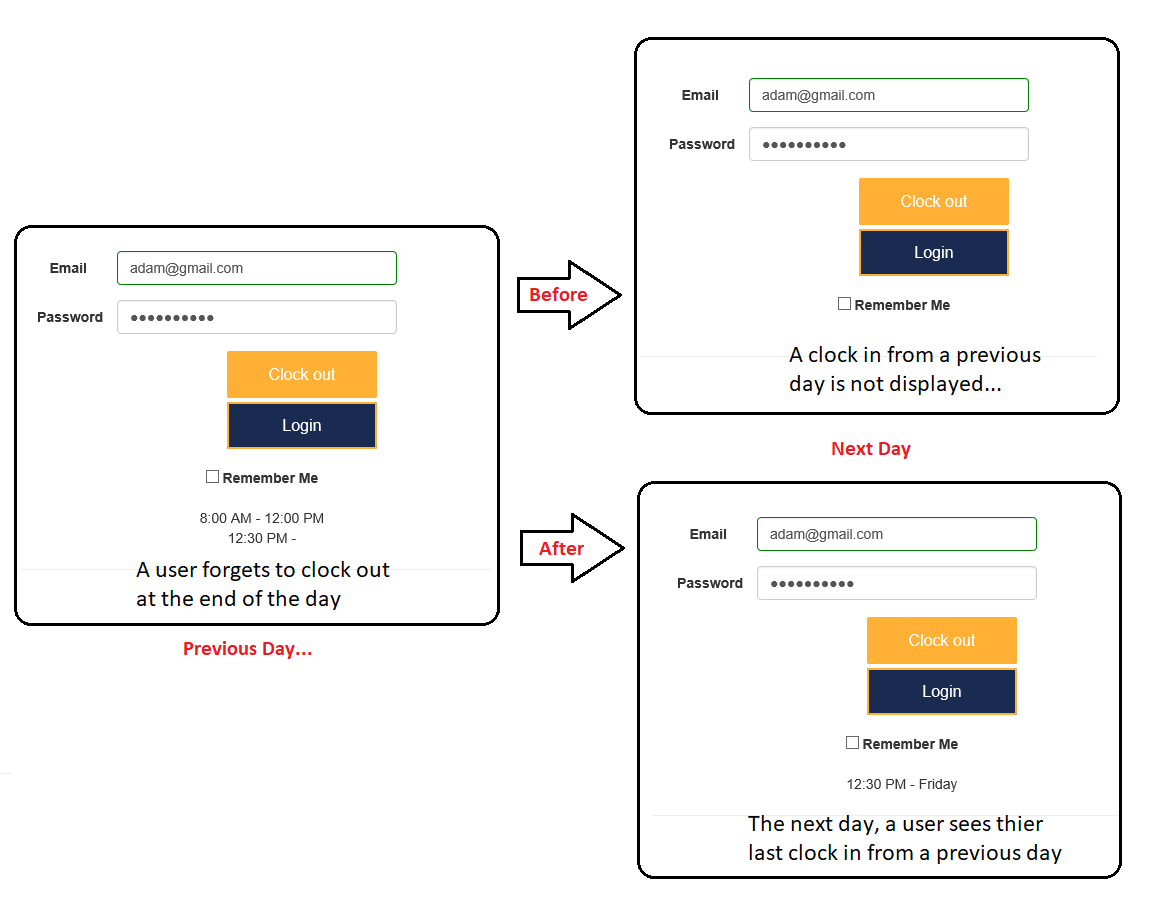 Email
adam@gmail.com
Password
●●●●●●●●●●
Clock out
Login
Remember Me
8:00 AM - 12:00 PM
12:30 PM -
A user forgets to clock out
at the end of the day
Previous Day...
Before
Email
adam@gmail.com
Password
●●●●●●●●●●
Clock out
Login
Remember Me
A clock in from a previous
day is not displayed...
Next Day
After
Email
adam@gmail.com
Password
●●●●●●●●●●
Clock out
Login
Remember Me
12:30 PM - Friday
The next day, a user sees thier
last clock in from a previous day